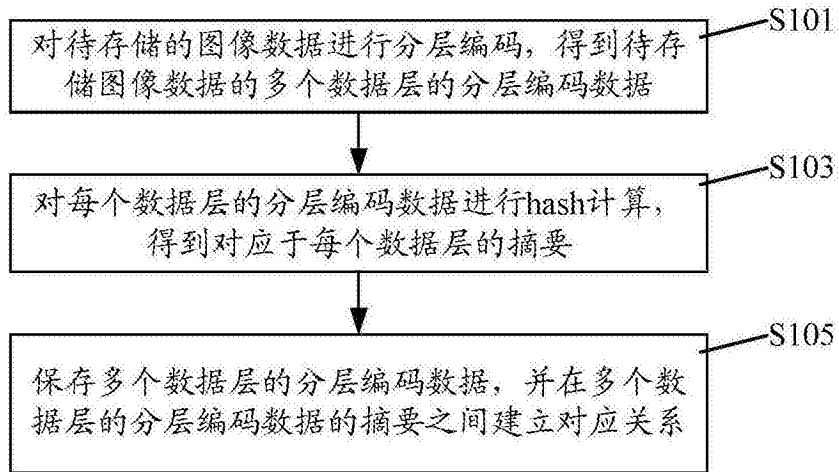 S101
对待存储的图像数据进行分层编码，得到待存
储图像数据的多个数据层的分层编码数据
S103
对每个数据层的分层编码数据进行hash计算，
得到对应于每个数据层的摘要
S105
保存多个数据层的分层编码数据，并在多个数
据层的分层编码数据的摘要之间建立对应关系